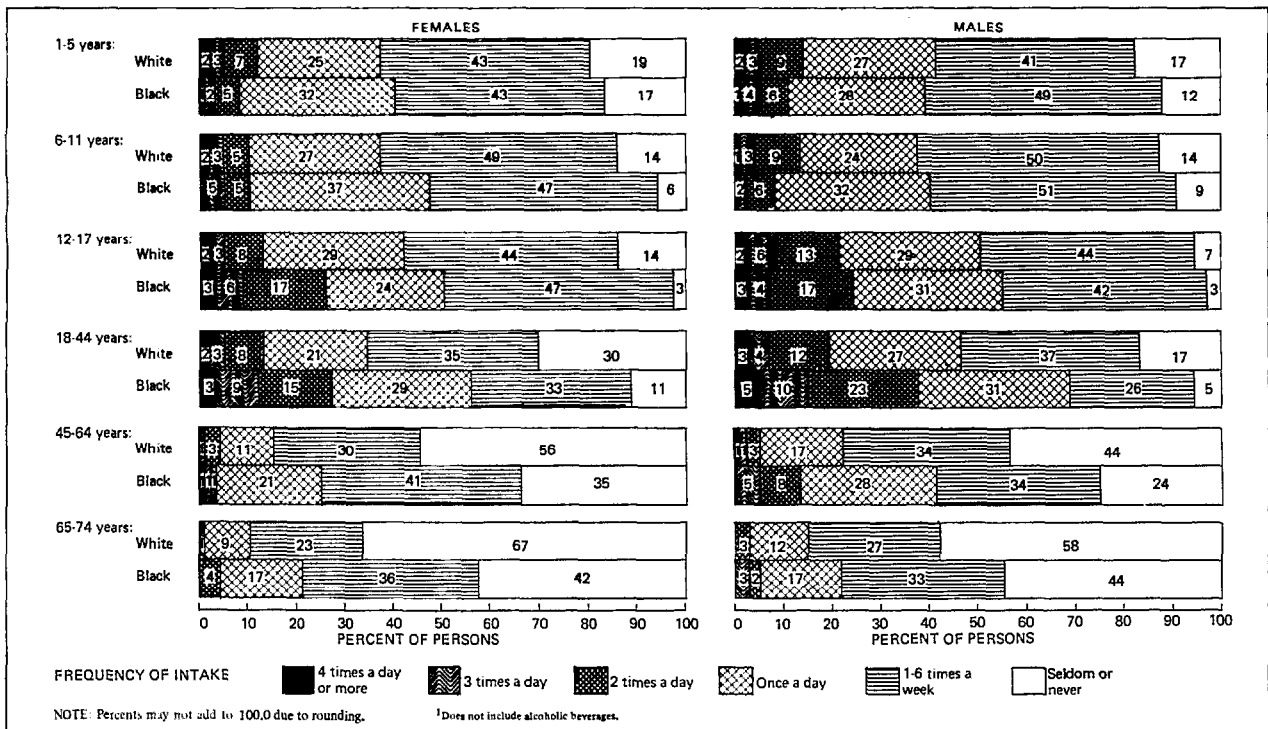 FEMALES MALES
1-5 years:
White 2 3 7 25 43 19 2 3 9 27 41 17
Black 2 5 32 43 17 1 4 6 28 49 12
6-11 years:
White 2 3 5 27 49 14 1 3 9 24 50 14
Black 5 5 37 47 6 2 6 32 51 9
12-17 years:
White 2 3 8 29 44 14 2 6 13 29 44 7
Black 3 6 17 24 47 3 3 4 17 31 42 3
18-44 years:
White 2 3 8 21 35 30 3 4 12 27 37 17
Black 3 9 15 29 33 11 5 10 23 31 26 5
45-64 years:
White 1 3 11 30 56 1 3 17 34 44
Black 1 1 21 41 35 5 8 28 34 24
65-74 years:
White 9 23 67 3 12 27 58
Black 4 17 36 42 3 2 17 33 44
0 10 20 30 40 50 60 70 80 90 100 0 10 20 30 40 50 60 70 80 90 100
PERCENT OF PERSONS PERCENT OF PERSONS
FREQUENCY OF INTAKE 4 times a day or more 3 times a day 2 times a day Once a day 1-6 times a week Seldom or never
NOTE: Percents may not add to 100.0 due to rounding. ¹Does not include alcoholic beverages.